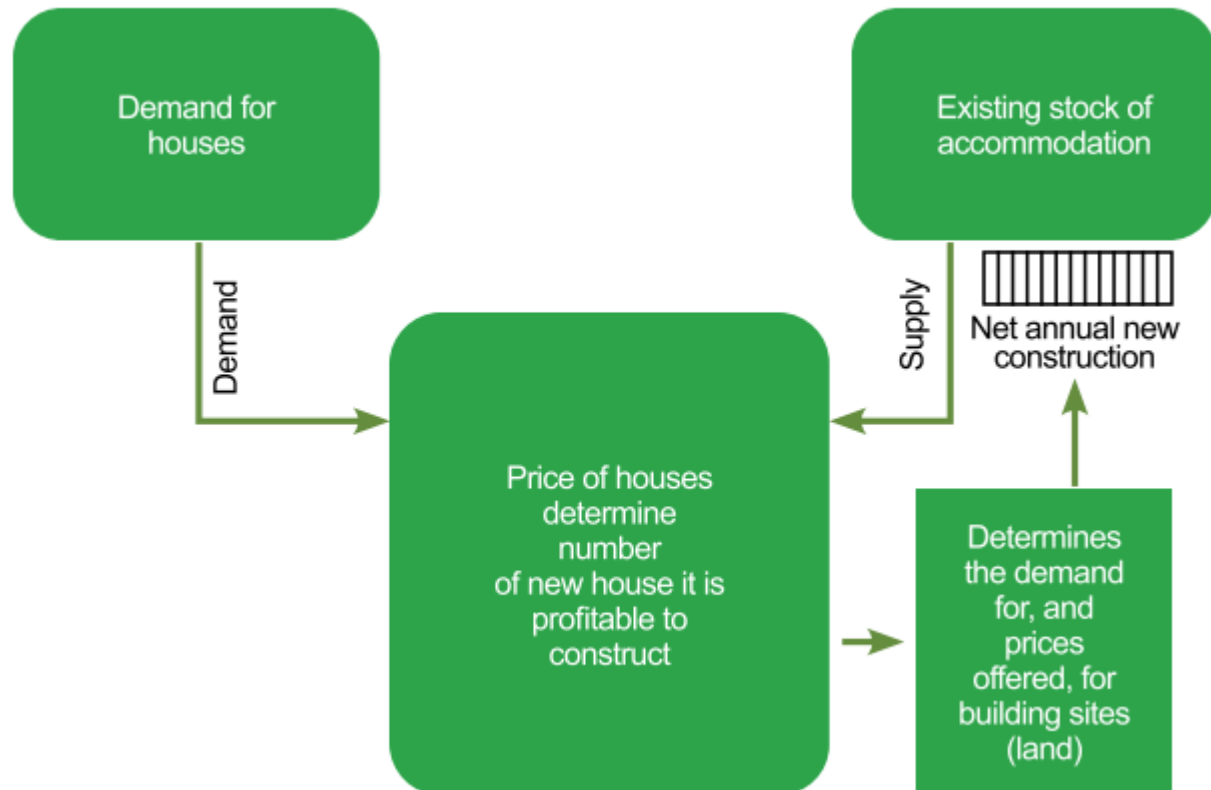 Demand for
houses
Existing stock of
accommodation
Demand
Supply
Net annual new
construction
Price of houses
determine
number
of new house it is
profitable to
construct
Determines
the demand
for, and
prices
offered, for
building sites
(land)